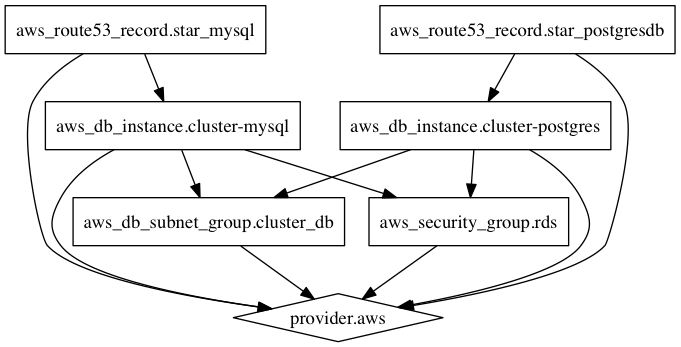 aws_route53_record.star_mysql
aws_route53_record.star_postgresdb
aws_db_instance.cluster-mysql
aws_db_instance.cluster-postgres
aws_db_subnet_group.cluster_db
aws_security_group.rds
provider.aws